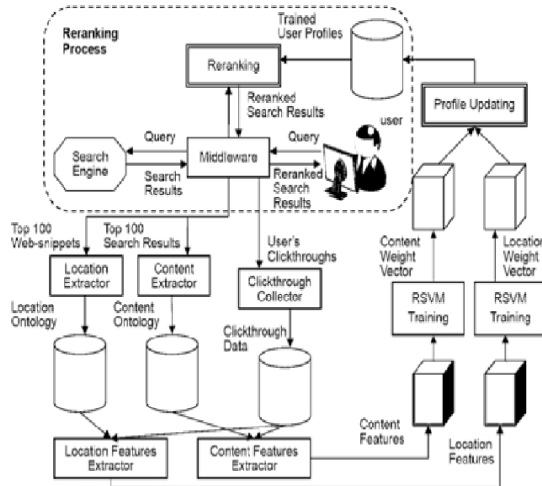 Reranking
Process
Trained
User Profiles
Reranking
Profile Updating
Reranked
Search Results
user
Search
Engine
Query
Search
Results
Middleware
Query
Reranked
Search
Results
Top 100
Web-snippets
Top 100
Search Results
User's
Clickthroughs
Content
Weight
Vector
Location
Weight
Vector
Location
Extractor
Content
Extractor
Clickthrough
Collector
RSVM
Training
RSVM
Training
Location
Ontology
Content
Ontology
Clickthrough
Data
Content
Features
Location
Features
Location Features
Extractor
Content Features
Extractor